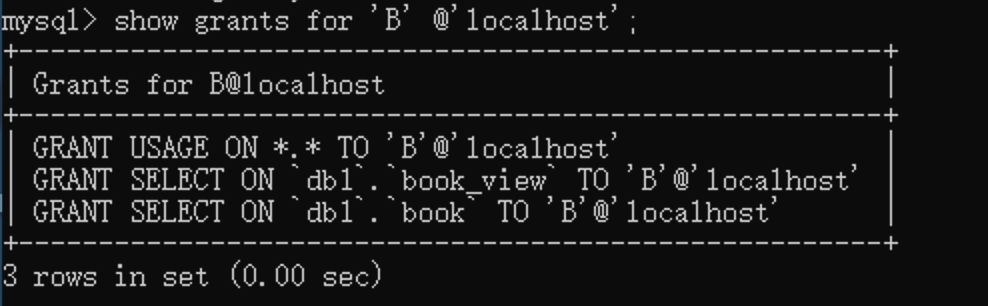 mysql> show grants for 'B' @'localhost';
+------------------------------------------------------+
| Grants for B@localhost                               |
+------------------------------------------------------+
| GRANT USAGE ON *.* TO 'B'@'localhost'                |
| GRANT SELECT ON `db1`.`book_view` TO 'B'@'localhost' |
| GRANT SELECT ON `db1`.`book` TO 'B'@'localhost'      |
+------------------------------------------------------+
3 rows in set (0.00 sec)